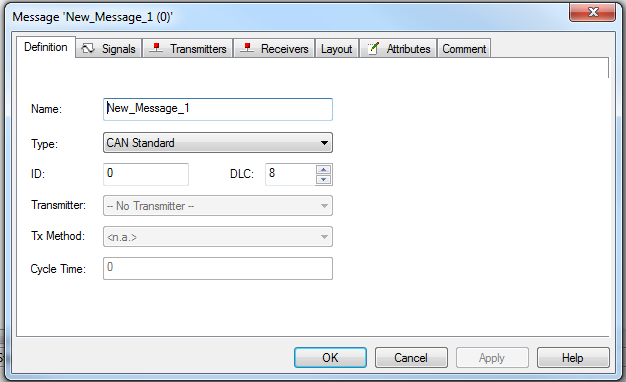 Message 'New_Message_1 (0)'
Definition Signals Transmitters Receivers Layout Attributes Comment
Name: New_Message_1
Type: CAN Standard
ID: 0 DLC: 8
Transmitter: -- No Transmitter --
Tx Method: <n.a.>
Cycle Time: 0
OK Cancel Apply Help